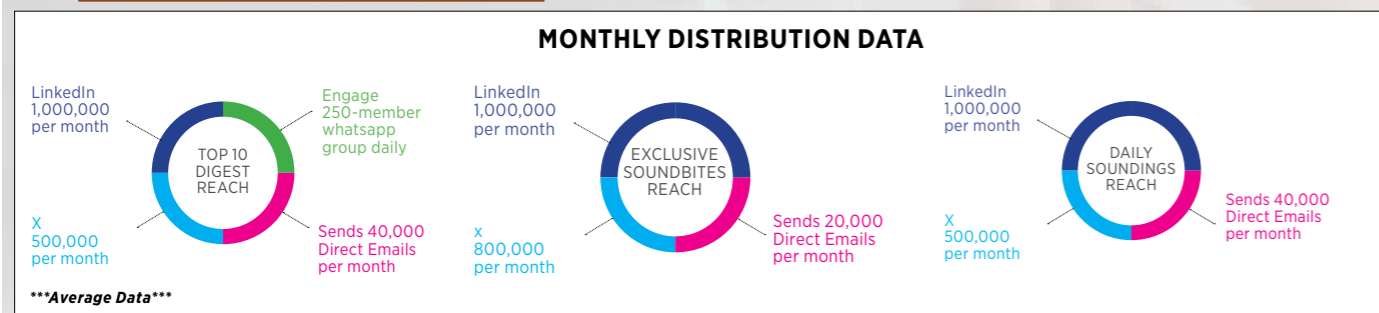 MONTHLY DISTRIBUTION DATA
LinkedIn
1,000,000
per month
Engage
250-member
whatsapp
group daily
TOP 10
DIGEST
REACH
X
500,000
per month
Sends 40,000
Direct Emails
per month
LinkedIn
1,000,000
per month
EXCLUSIVE
SOUNDBITES
REACH
x
800,000
per month
Sends 20,000
Direct Emails
per month
LinkedIn
1,000,000
per month
DAILY
SOUNDINGS
REACH
X
500,000
per month
Sends 40,000
Direct Emails
per month
***Average Data***